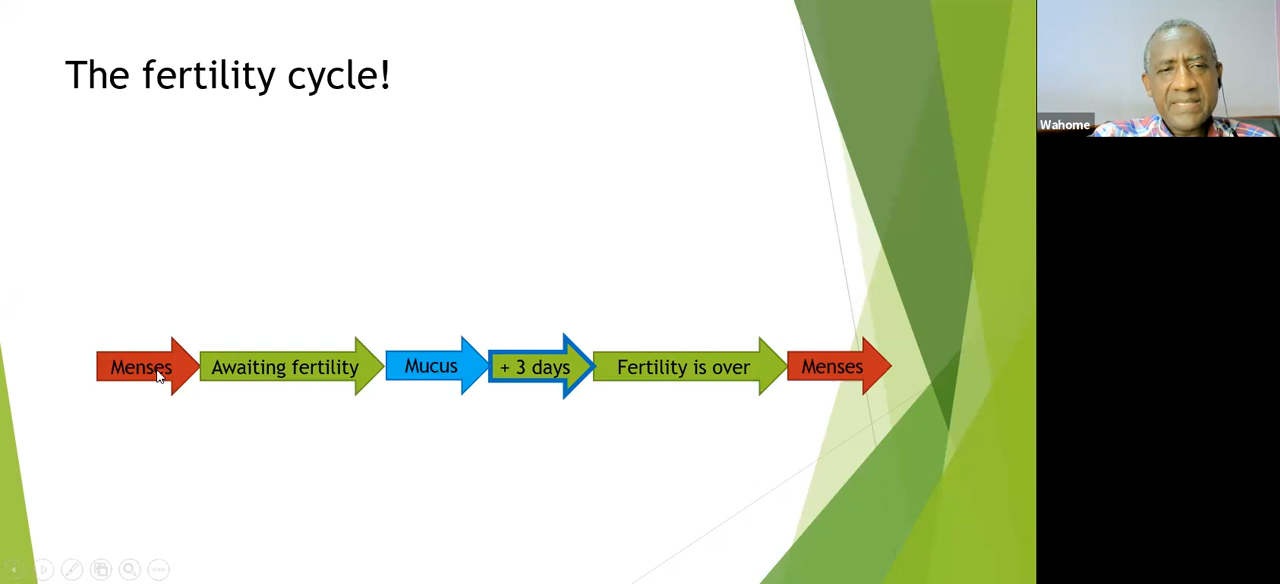 The fertility cycle!
Wahome
Menses
Awaiting fertility
Mucus
+ 3 days
Fertility is over
Menses